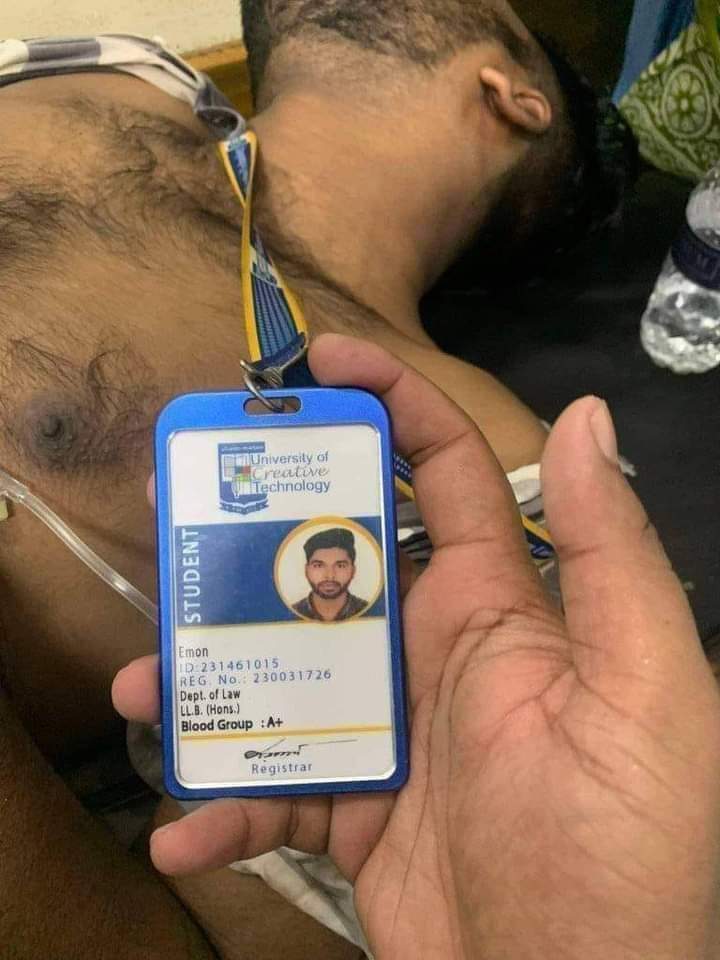 University of
Creative
Technology
STUDENT
Emon
ID:231461015
REG. No.: 230031726
Dept. of Law
LL.B. (Hons.)
Blood Group : A+
Registrar